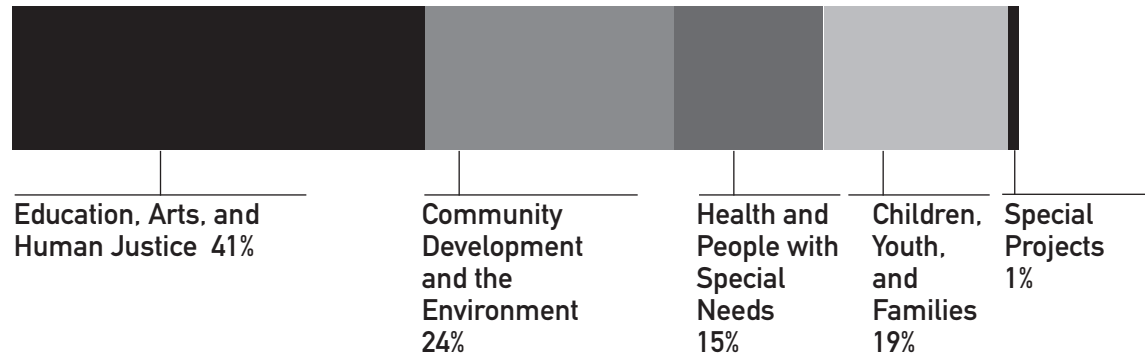 Education, Arts, and
Human Justice 41%
Community
Development
and the
Environment
24%
Health and
People with
Special
Needs
15%
Children,
Youth,
and
Families
19%
Special
Projects
1%